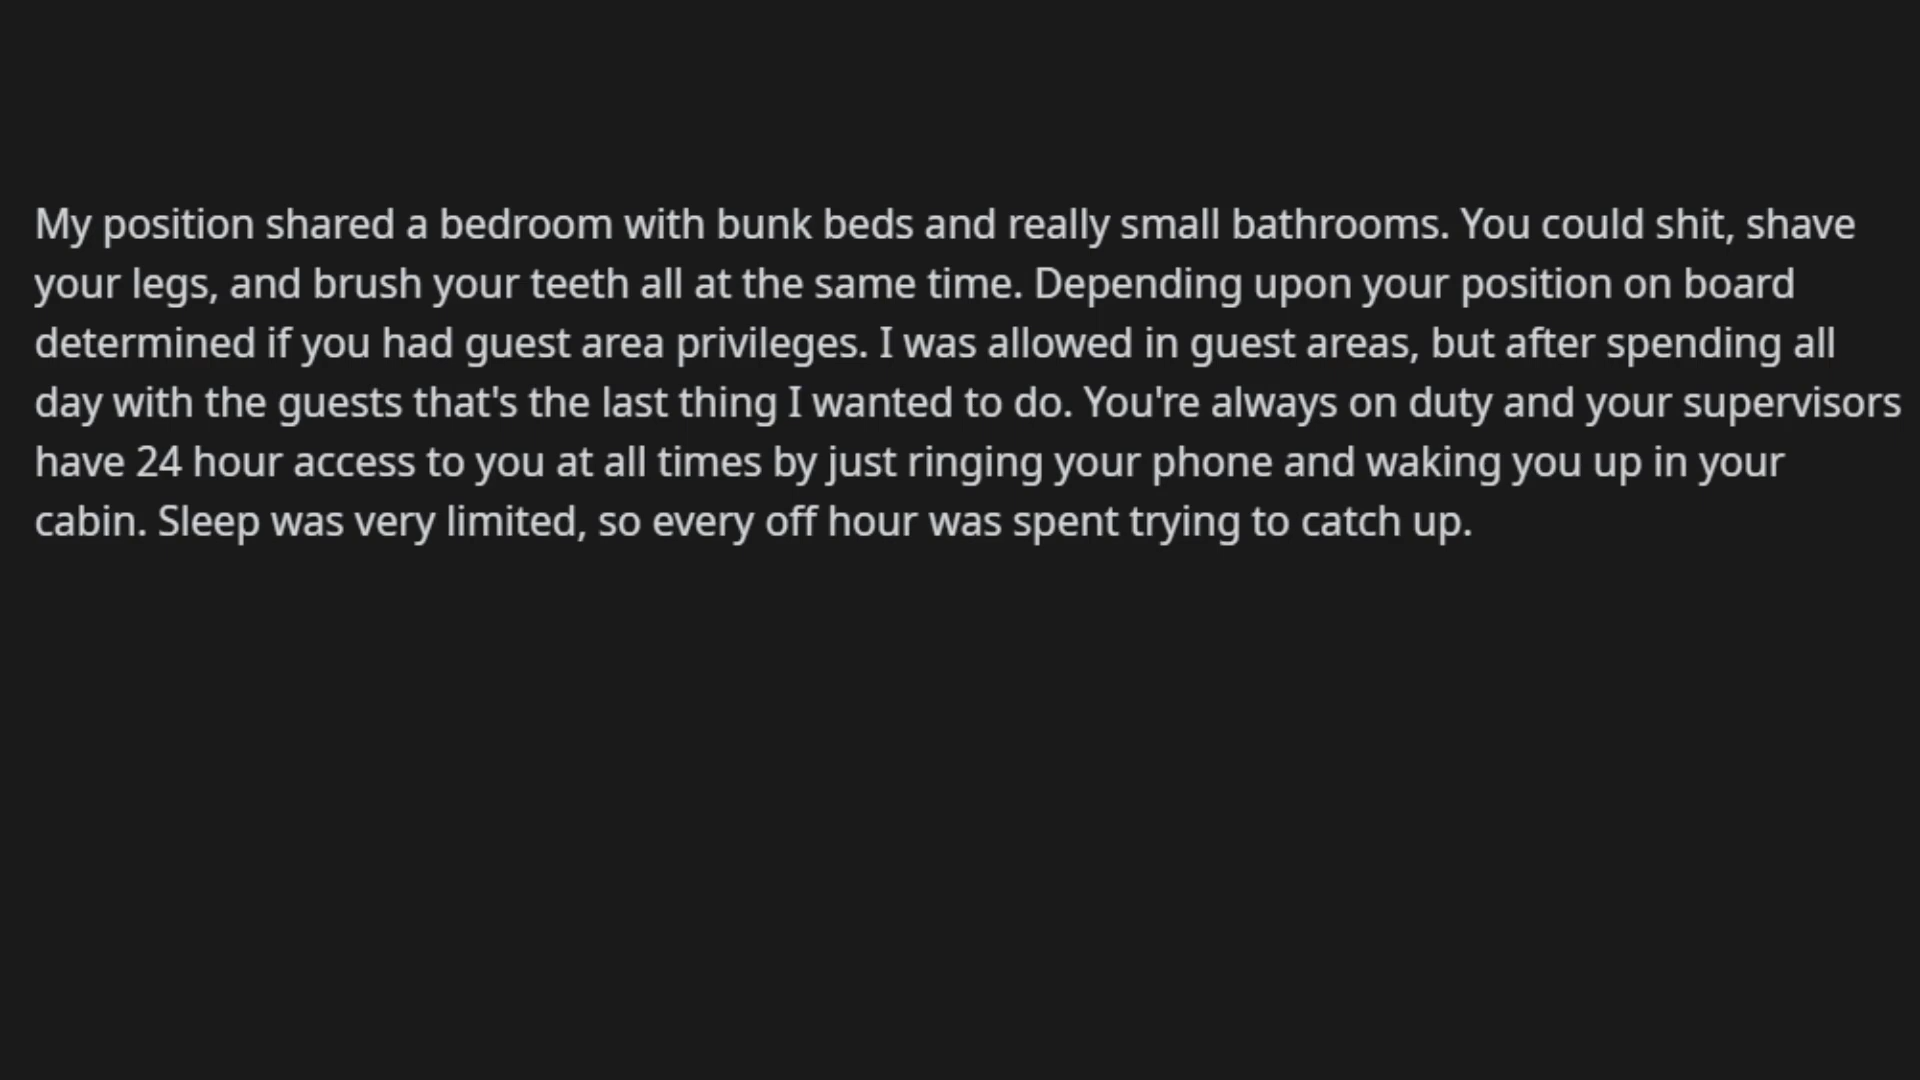 My position shared a bedroom with bunk beds and really small bathrooms. You could shit, shave
your legs, and brush your teeth all at the same time. Depending upon your position on board
determined if you had guest area privileges. I was allowed in guest areas, but after spending all
day with the guests that's the last thing I wanted to do. You're always on duty and your supervisors
have 24 hour access to you at all times by just ringing your phone and waking you up in your
cabin. Sleep was very limited, so every off hour was spent trying to catch up.